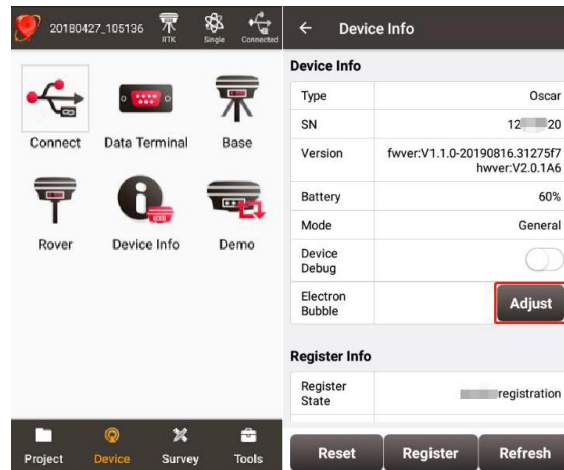 20180427_105136
RTK
Single
Connected
Connect
Data Terminal
Base
Rover
Device Info
Demo
Project
Device
Survey
Tools
Device Info
Device Info
Type
Oscar
SN
12 20
Version
fwver:V1.1.0-20190816.31275f7
hwver:V2.0.1A6
Battery
60%
Mode
General
Device
Debug
Electron
Bubble
Adjust
Register Info
Register
State
registration
Reset
Register
Refresh